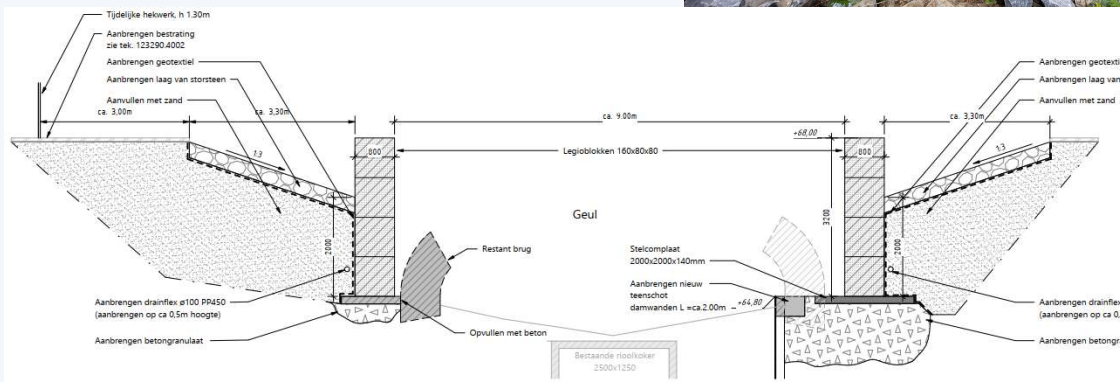 Tijdelijke hekwerk, h 1.30m
Aanbrengen bestrating
zie tek. 123290.4002
Aanbrengen geotextiel
Aanbrengen laag van storsteen
Aanvullen met zand
ca. 3,00m
ca. 3,30m
ca. 9.00m
ca. 3,30m
Aanbrengen geotexti
Aanbrengen laag van
Aanvullen met zand
+68,00
1:3
800
Legioblokken 160x80x80
800
1:3
Geul
3200
2000
2000
Restant brug
Stelcomplaat
2000x2000x140mm
Aanbrengen nieuw
teenschot
damwanden L =ca.2.00m
+64,80
Aanbrengen drainflex ø100 PP450
(aanbrengen op ca 0,5m hoogte)
Aanbrengen betongranulaat
Opvullen met beton
Bestaande rioolkoker
2500x1250
Aanbrengen drainflex
(aanbrengen op ca 0,
Aanbrengen betongra